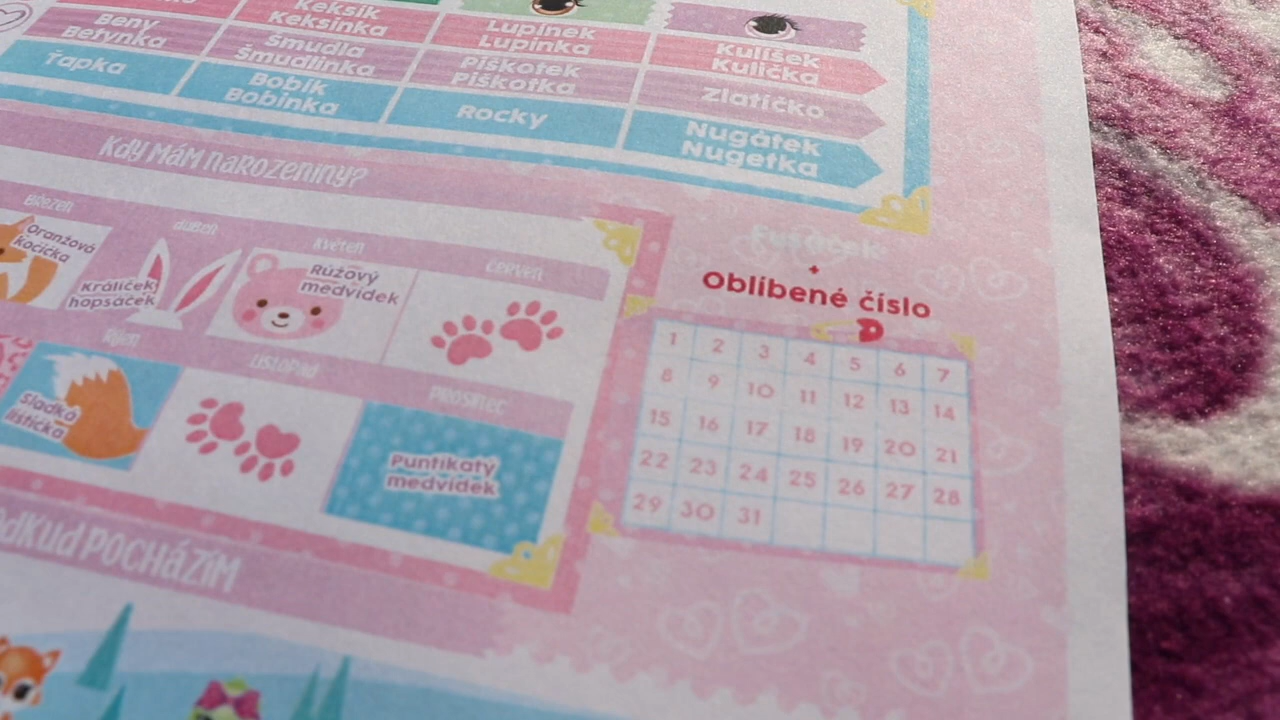 Keksík
Keksinka
Lupínek
Lupínka
Kulíšek
Kulička
Beny
Betynka
Šmudla
Šmudlinka
Piškotek
Piškotka
Zlatíčko
Ťapka
Bobík
Bobinka
Rocky
Nugátek
Nugetka
Kdy mám narozeniny?
Březen
duben
květen
červen
Oranžová
kočička
Králíček
hopsáček
Růžový
medvídek
Oblíbené číslo
1 2 3 4 5 6 7
8 9 10 11 12 13 14
15 16 17 18 19 20 21
22 23 24 25 26 27 28
29 30 31
Říjen
listopad
prosinec
Sladká
lištička
Puntíkatý
medvídek
Odkud pocházím